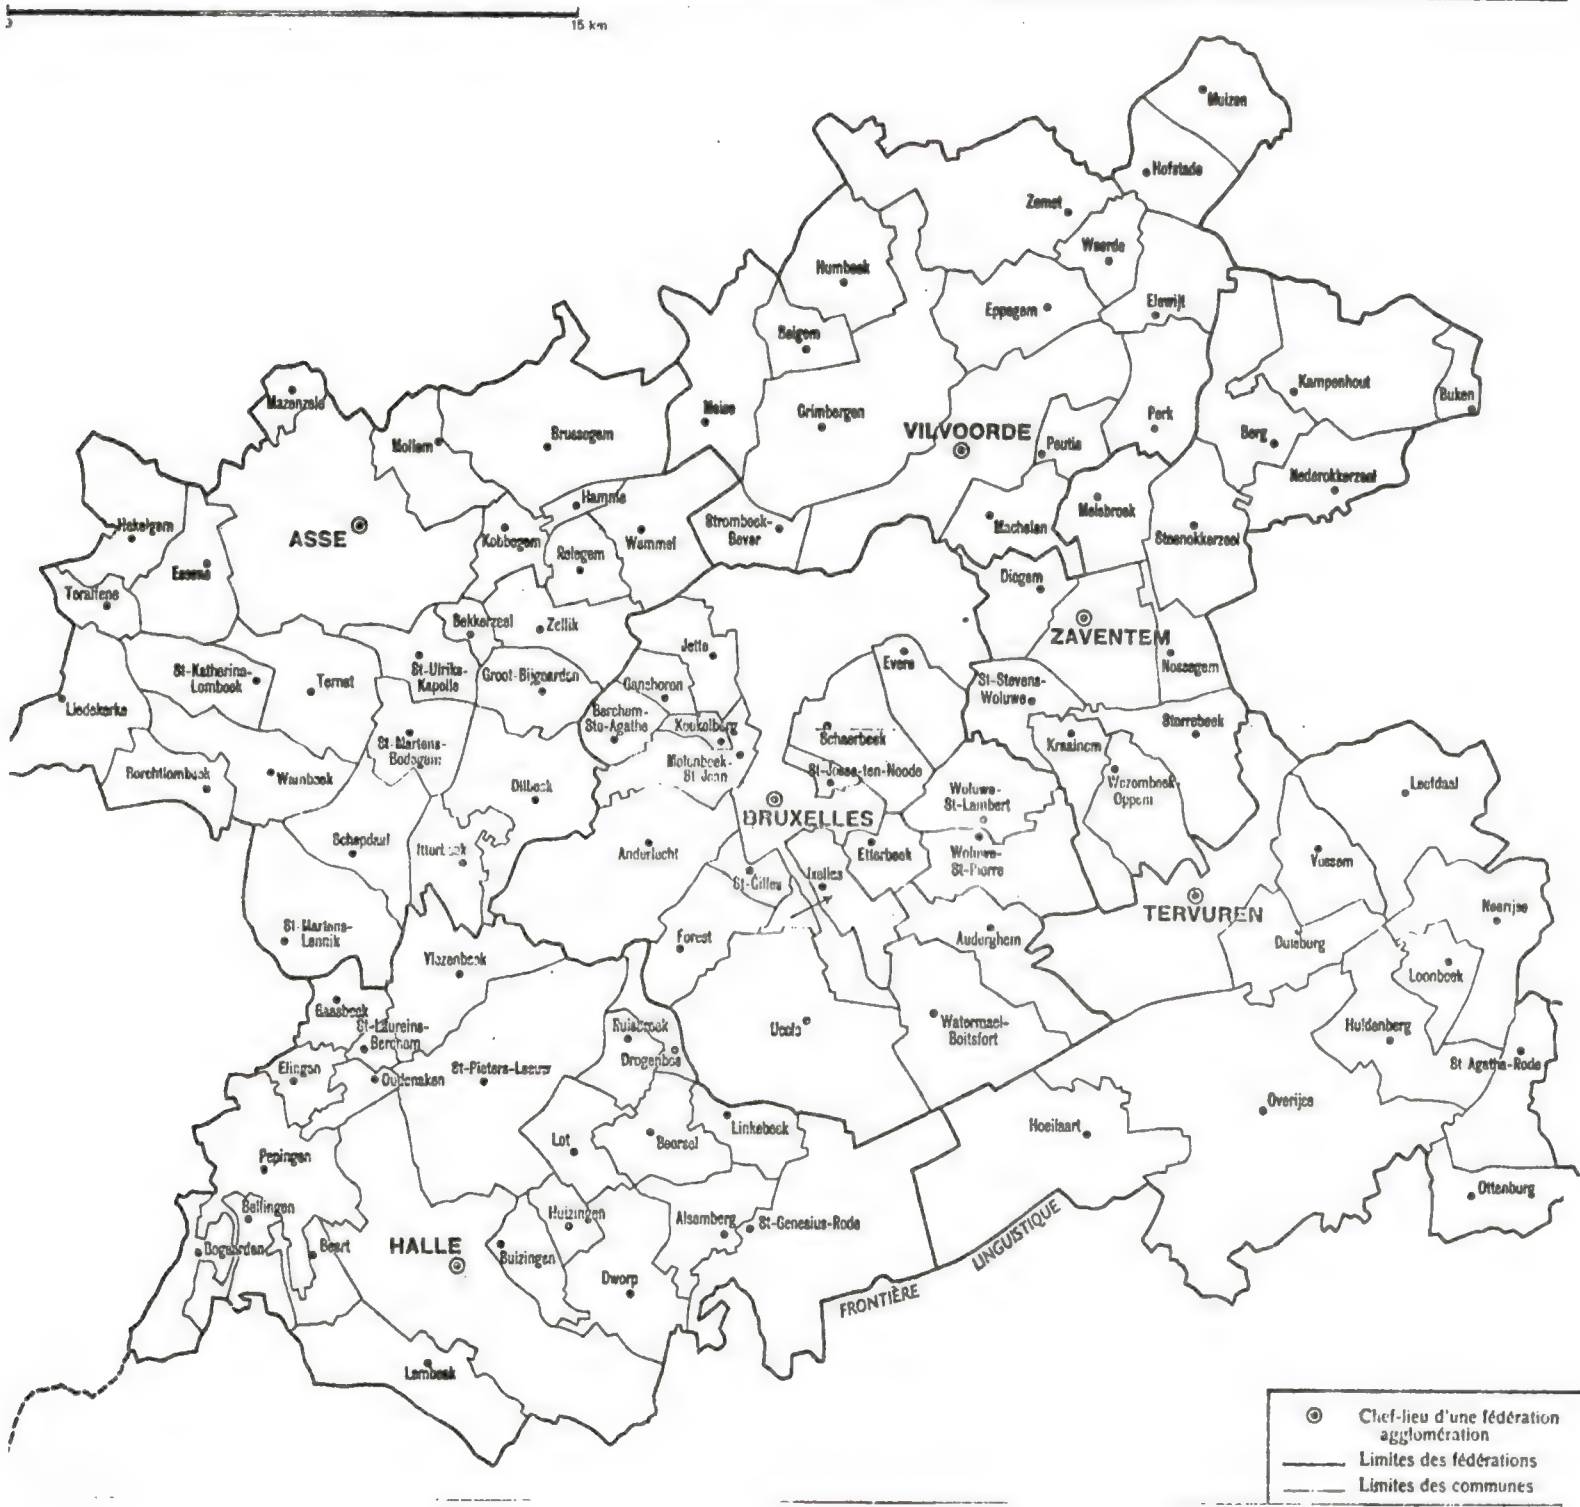 15 km
Muizen
Hofstade
Zemst
Weerde
Humbeek
Elewijt
Eppegem
Beigem
Kampenhout
Buken
Mazenzele
Meise
Grimbergen
Perk
VILVOORDE
Peutie
Berg
Mollem
Brussegem
Nederokkerzeel
Hekelgem
ASSE
Hamme
Kobbegem
Relegem
Wemmel
Strombeek-
Bever
Machelen
Melsbroek
Steenokkerzeel
Essene
Teralfene
Diegem
Bekkerzeel
Zellik
ZAVENTEM
Jette
Evere
Nossegem
St-Katherina-
Lombeek
Ternat
St-Ulriks-
Kapelle
Groot-Bijgaarden
Ganshoren
St-Stevens-
Woluwe
Liedekerke
Berchem-
Ste-Agathe
Koekelberg
Schaerbeek
Kraainem
Sterrebeek
St-Martens-
Bodegem
Molenbeek-
St-Jean
St-Josse-ten-Noode
Borchtlombeek
Wambeek
Dilbeek
Woluwe-
St-Lambert
Wezembeek-
Oppem
Leefdaal
BRUXELLES
Schepdaal
Itterbeek
Anderlecht
Etterbeek
Woluwe-
St-Pierre
Vossem
St-Gilles
Ixelles
TERVUREN
Neerijse
St-Martens-
Lennik
Forest
Auderghem
Duisburg
Vlezenbeek
Loonbeek
Gaasbeek
St-Laureins-
Berchem
Ruisbroek
Drogenbos
Uccle
Watermael-
Boitsfort
Huldenberg
St Agatha-Rode
Elingen
Oudenaken
St-Pieters-Leeuw
Overijse
Lot
Beersel
Linkebeek
Hoeilaart
Pepingen
Ottenburg
Bellingen
Huizingen
Alsemberg
St-Genesius-Rode
Bogaarden
Beert
HALLE
Buizingen
Dworp
FRONTIÈRE
LINGUISTIQUE
Lembeek
Chef-lieu d'une fédération
agglomération
Limites des fédérations
Limites des communes